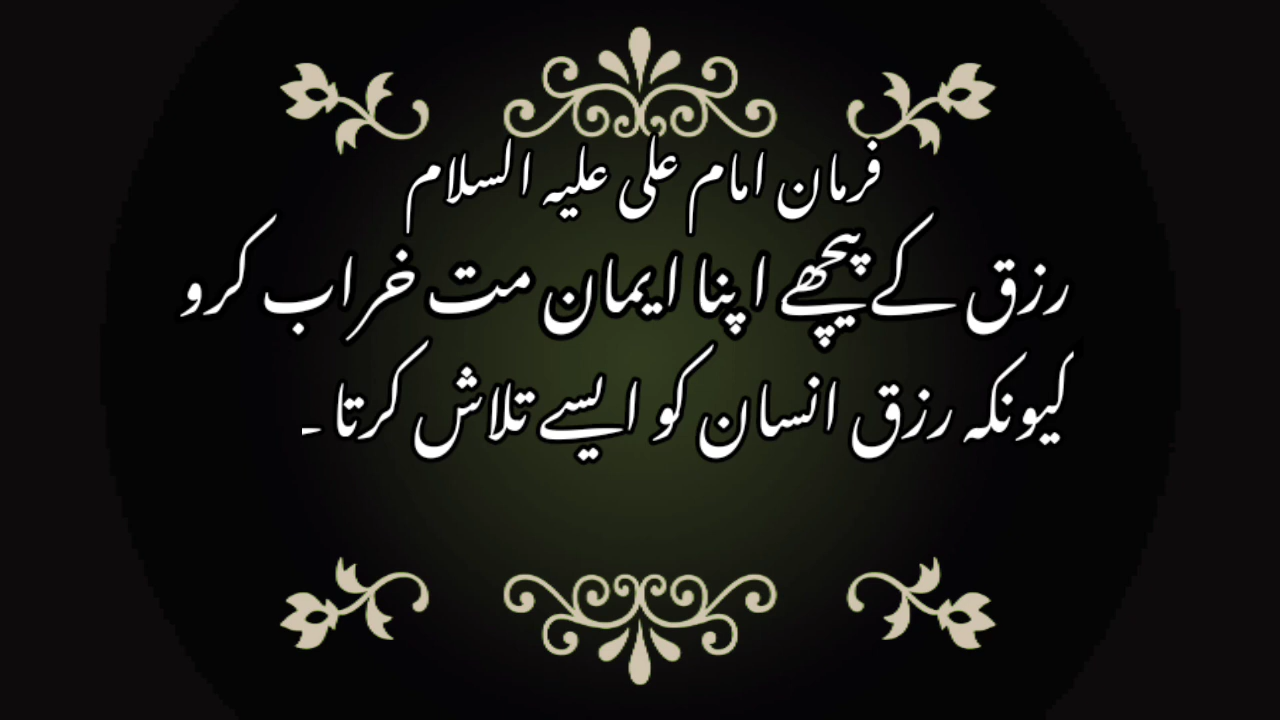 فرمان امام علی علیہ السلام
رزق کے پیچھے اپنا ایمان مت خراب کرو
کیونکہ رزق انسان کو ایسے تلاش کرتا۔